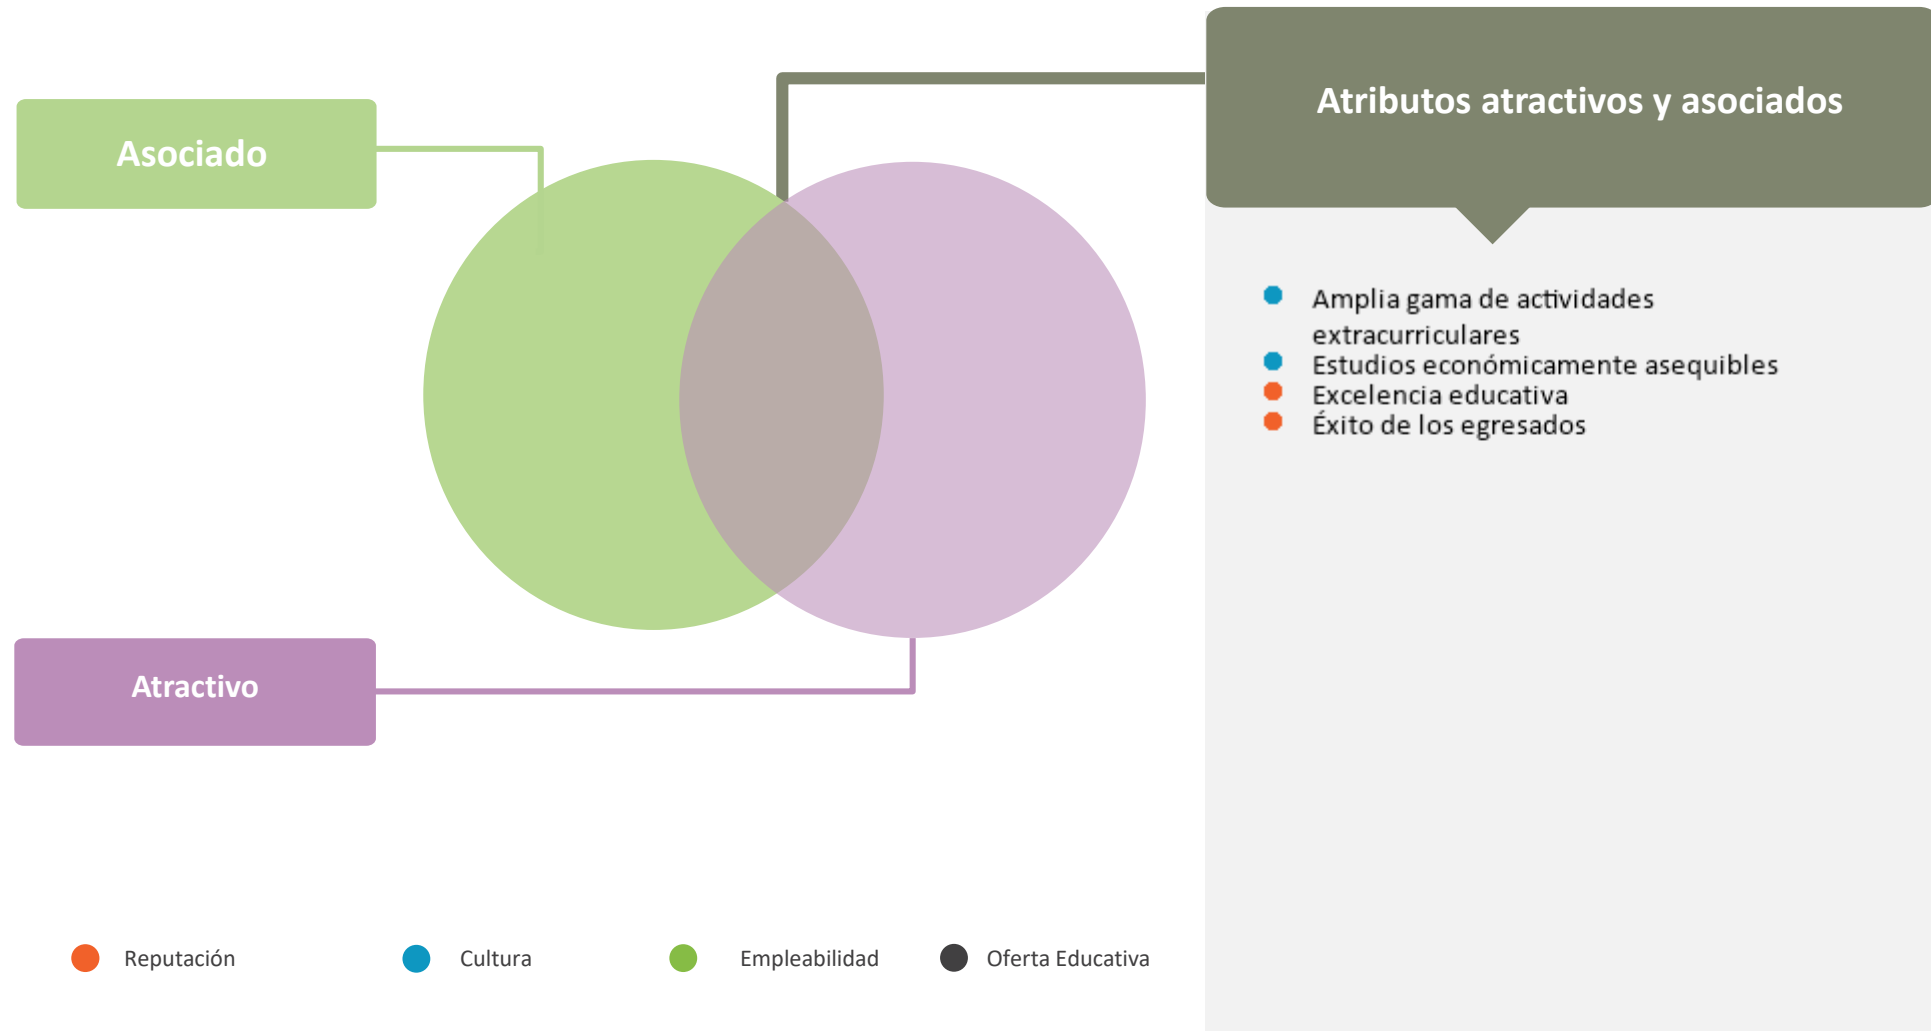 Atributos atractivos y asociados
Asociado
Amplia gama de actividades
extracurriculares
Estudios económicamente asequibles
Excelencia educativa
Éxito de los egresados
Atractivo
Reputación
Cultura
Empleabilidad
Oferta Educativa